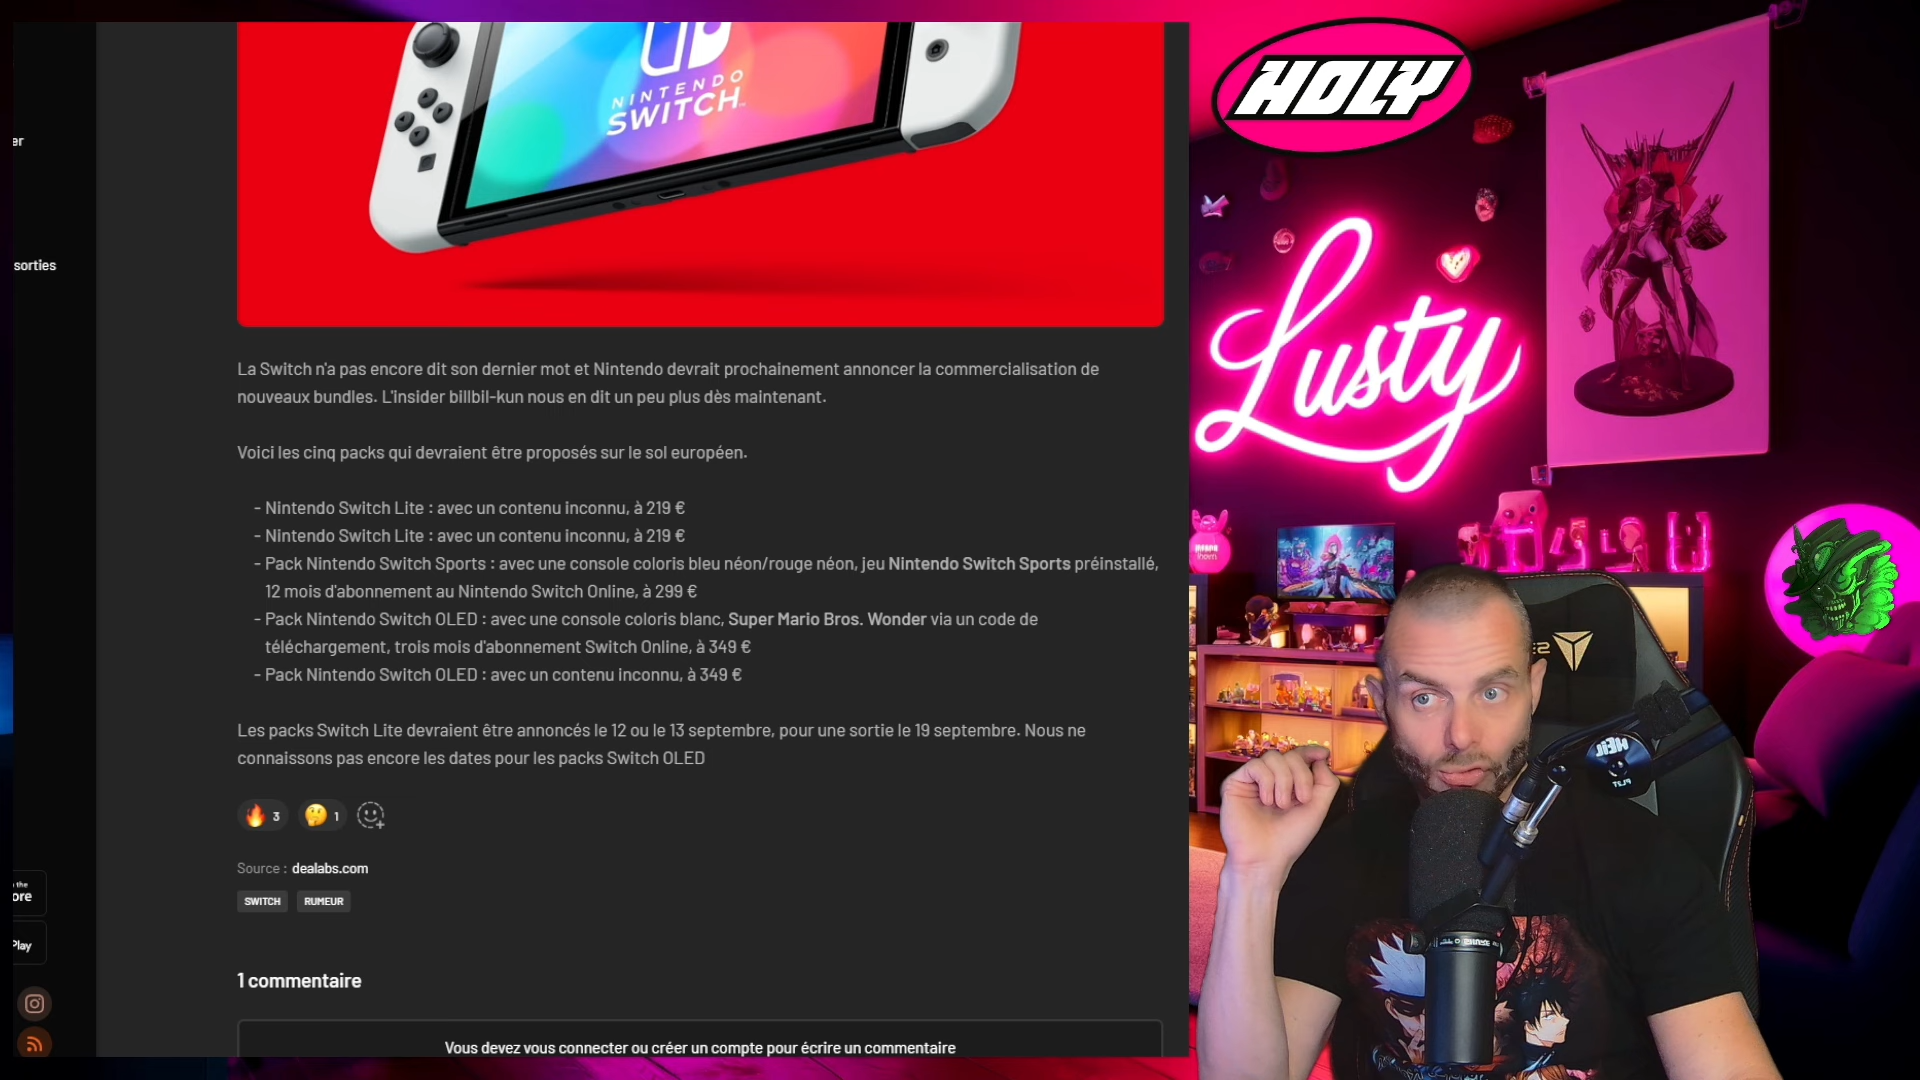 HOLY
NINTENDO
SWITCH
er
sorties
Lusty
La Switch n'a pas encore dit son dernier mot et Nintendo devrait prochainement annoncer la commercialisation de
nouveaux bundles. L'insider billbil-kun nous en dit un peu plus dès maintenant.
Voici les cinq packs qui devraient être proposés sur le sol européen.
- Nintendo Switch Lite : avec un contenu inconnu, à 219 €
- Nintendo Switch Lite : avec un contenu inconnu, à 219 €
- Pack Nintendo Switch Sports : avec une console coloris bleu néon/rouge néon, jeu Nintendo Switch Sports préinstallé,
12 mois d'abonnement au Nintendo Switch Online, à 299 €
- Pack Nintendo Switch OLED : avec une console coloris blanc, Super Mario Bros. Wonder via un code de
téléchargement, trois mois d'abonnement Switch Online, à 349 €
- Pack Nintendo Switch OLED : avec un contenu inconnu, à 349 €
Les packs Switch Lite devraient être annoncés le 12 ou le 13 septembre, pour une sortie le 19 septembre. Nous ne
connaissons pas encore les dates pour les packs Switch OLED
3 1
Source : dealabs.com
SWITCH RUMEUR
n the
ore
Play
1 commentaire
Vous devez vous connecter ou créer un compte pour écrire un commentaire
HEIL